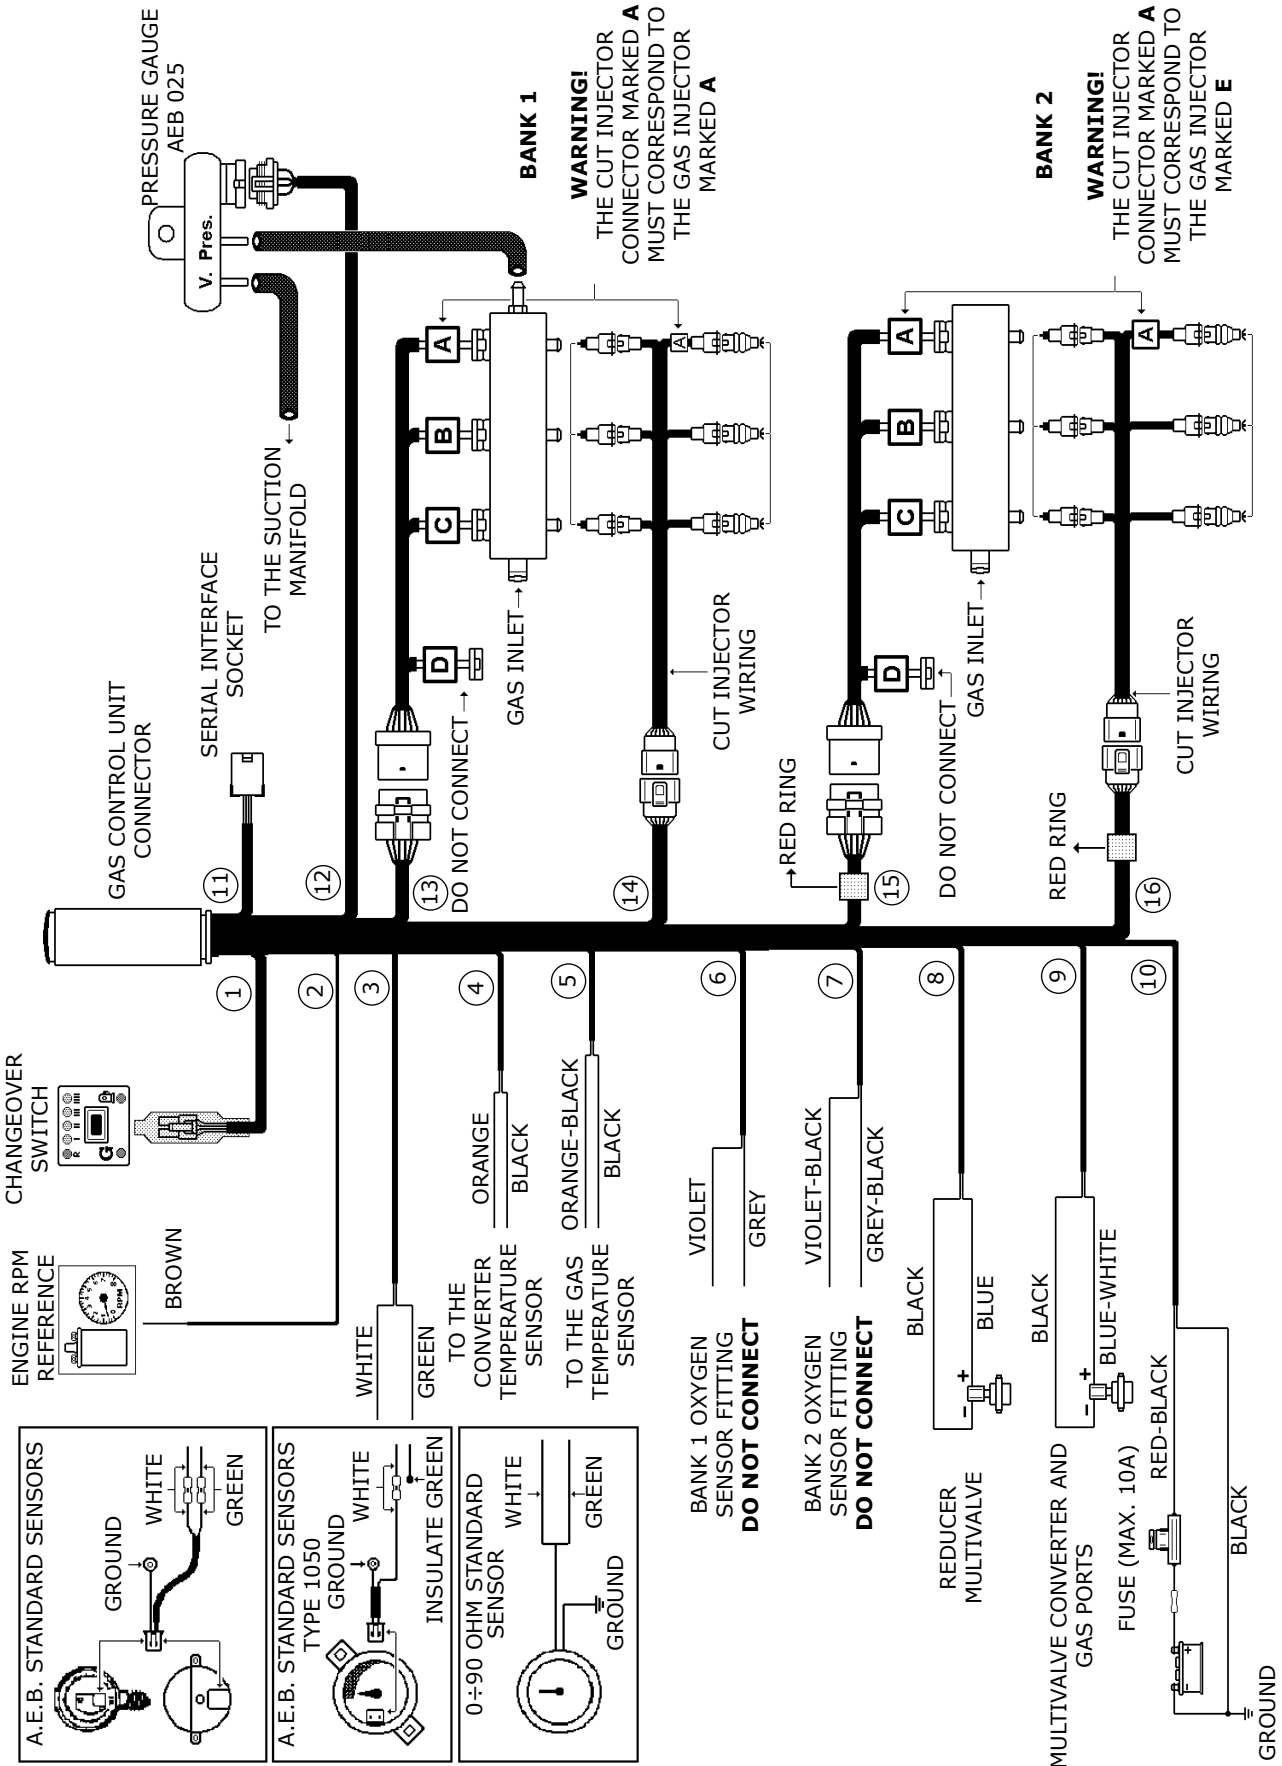 A.E.B. STANDARD SENSORS
GROUND
WHITE
GREEN
A.E.B. STANDARD SENSORS
TYPE 1050
GROUND
WHITE
INSULATE GREEN
0÷90 OHM STANDARD
SENSOR
WHITE
GREEN
GROUND
ENGINE RPM
REFERENCE
RPM
BROWN
CHANGEOVER
SWITCH
R I II III IIII
G
GAS CONTROL UNIT
CONNECTOR
SERIAL INTERFACE
SOCKET
PRESSURE GAUGE
AEB 025
V. Pres.
TO THE SUCTION
MANIFOLD
1
2
3
4
5
6
7
8
9
10
11
12
13
14
15
16
WHITE
GREEN
TO THE
CONVERTER
TEMPERATURE
SENSOR
ORANGE
BLACK
TO THE GAS
TEMPERATURE
SENSOR
ORANGE-BLACK
BLACK
BANK 1 OXYGEN
SENSOR FITTING
DO NOT CONNECT
VIOLET
GREY
BANK 2 OXYGEN
SENSOR FITTING
DO NOT CONNECT
VIOLET-BLACK
GREY-BLACK
REDUCER
MULTIVALVE
BLACK
BLUE
- +
MULTIVALVE CONVERTER AND
GAS PORTS
BLACK
BLUE-WHITE
- +
FUSE (MAX. 10A)
RED-BLACK
BLACK
- +
GROUND
DO NOT CONNECT
D
C
B
A
GAS INLET
CUT INJECTOR
WIRING
A
BANK 1
WARNING!
THE CUT INJECTOR
CONNECTOR MARKED A
MUST CORRESPOND TO
THE GAS INJECTOR
MARKED A
RED RING
DO NOT CONNECT
D
C
B
A
GAS INLET
RED RING
CUT INJECTOR
WIRING
A
BANK 2
WARNING!
THE CUT INJECTOR
CONNECTOR MARKED A
MUST CORRESPOND TO
THE GAS INJECTOR
MARKED E